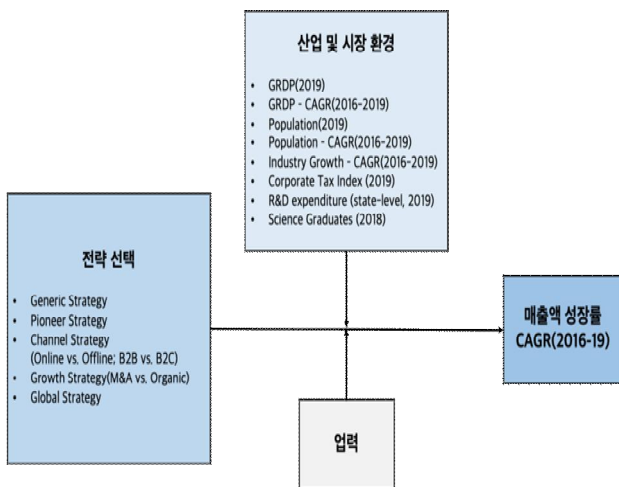 산업 및 시장 환경
• GRDP(2019)
• GRDP - CAGR(2016-2019)
• Population(2019)
• Population - CAGR(2016-2019)
• Industry Growth - CAGR(2016-2019)
• Corporate Tax Index (2019)
• R&D expenditure (state-level, 2019)
• Science Graduates (2018)
전략 선택
• Generic Strategy
• Pioneer Strategy
• Channel Strategy
(Online vs. Offline; B2B vs. B2C)
• Growth Strategy(M&A vs. Organic)
• Global Strategy
매출액 성장률
CAGR(2016-19)
업력